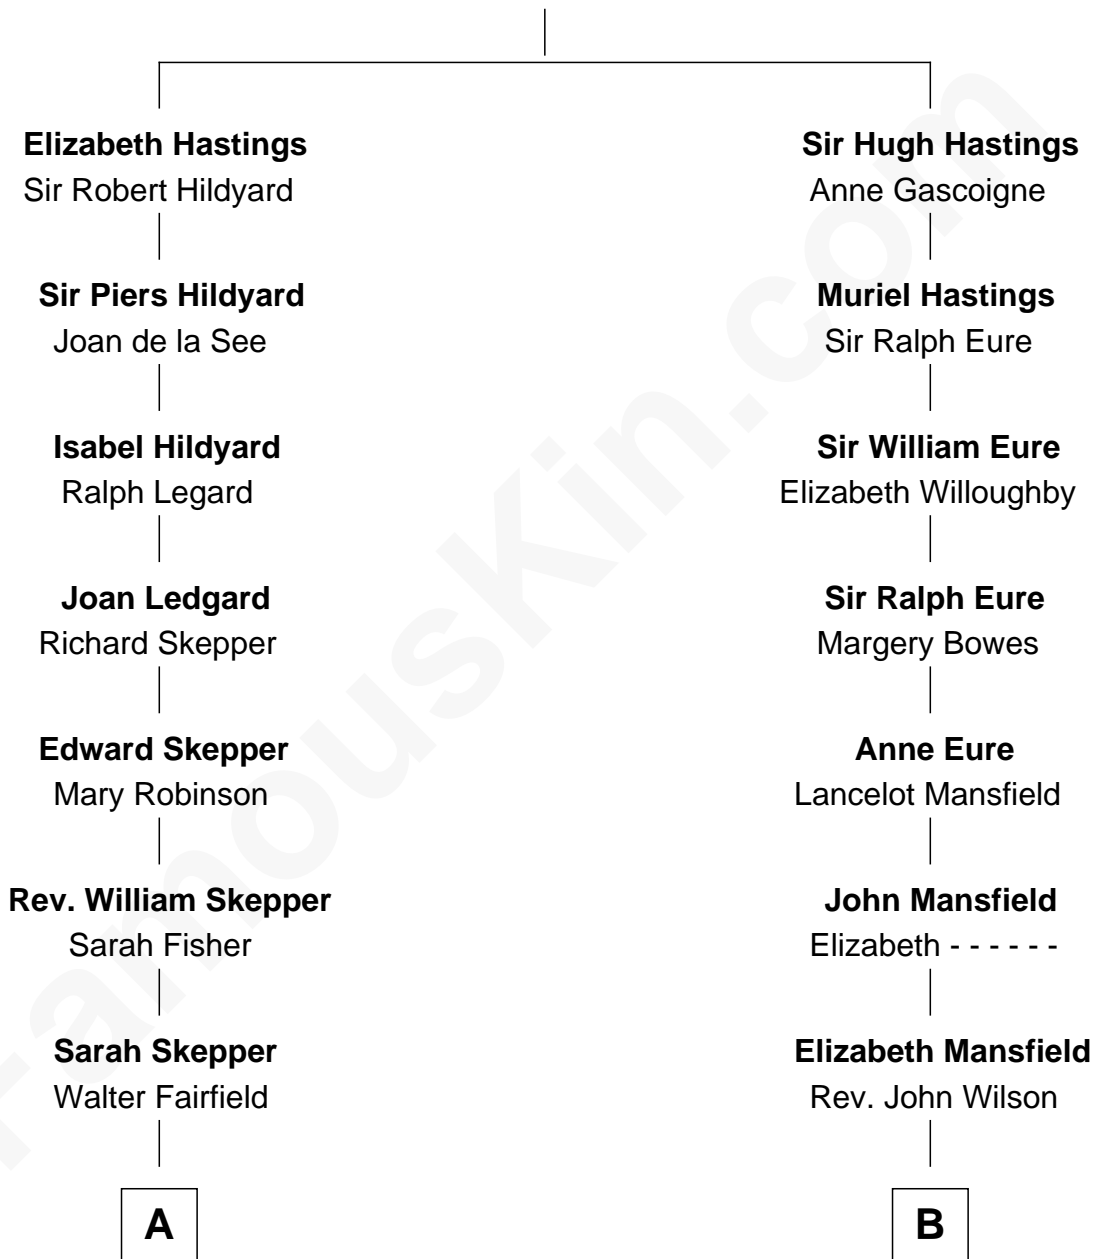 Elizabeth Hastings
Sir Robert Hildyard
Sir Piers Hildyard
Joan de la See
Isabel Hildyard
Ralph Legard
Joan Ledgard
Richard Skepper
Edward Skepper
Mary Robinson
Rev. William Skepper
Sarah Fisher
Sarah Skepper
Walter Fairfield
A
Sir Hugh Hastings
Anne Gascoigne
Muriel Hastings
Sir Ralph Eure
Sir William Eure
Elizabeth Willoughby
Sir Ralph Eure
Margery Bowes
Anne Eure
Lancelot Mansfield
John Mansfield
Elizabeth - - - - - -
Elizabeth Mansfield
Rev. John Wilson
B
FamousKin.com